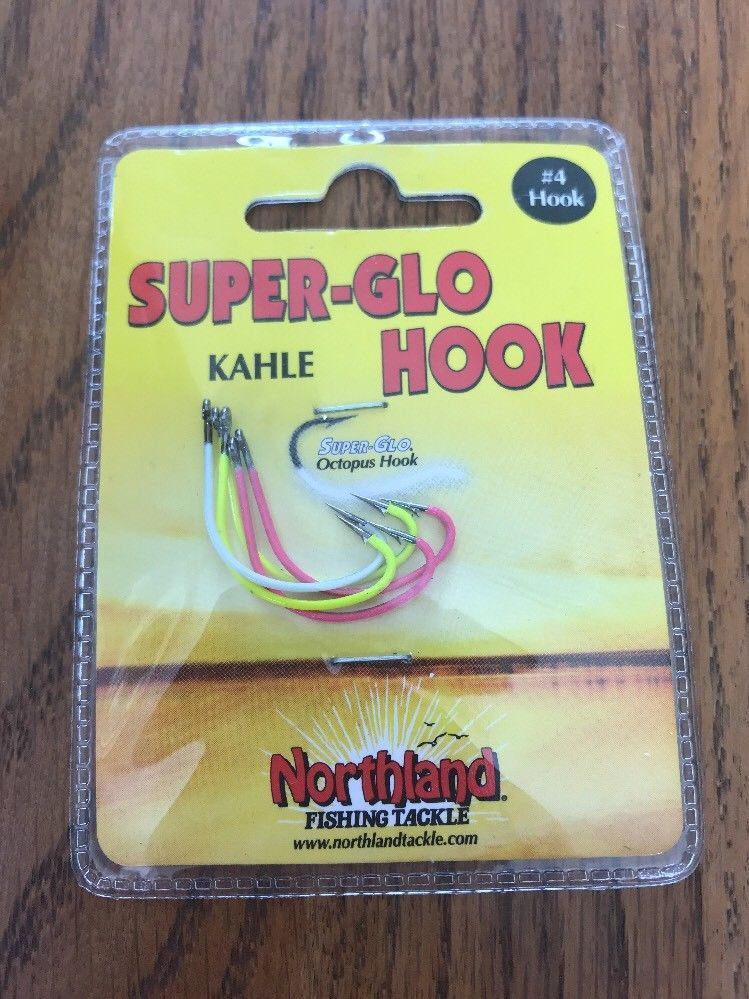 #4
Hook
SUPER-GLO
KAHLE HOOK
SUPER-GLO®
Octopus Hook
Northland®
FISHING TACKLE
www.northlandtackle.com